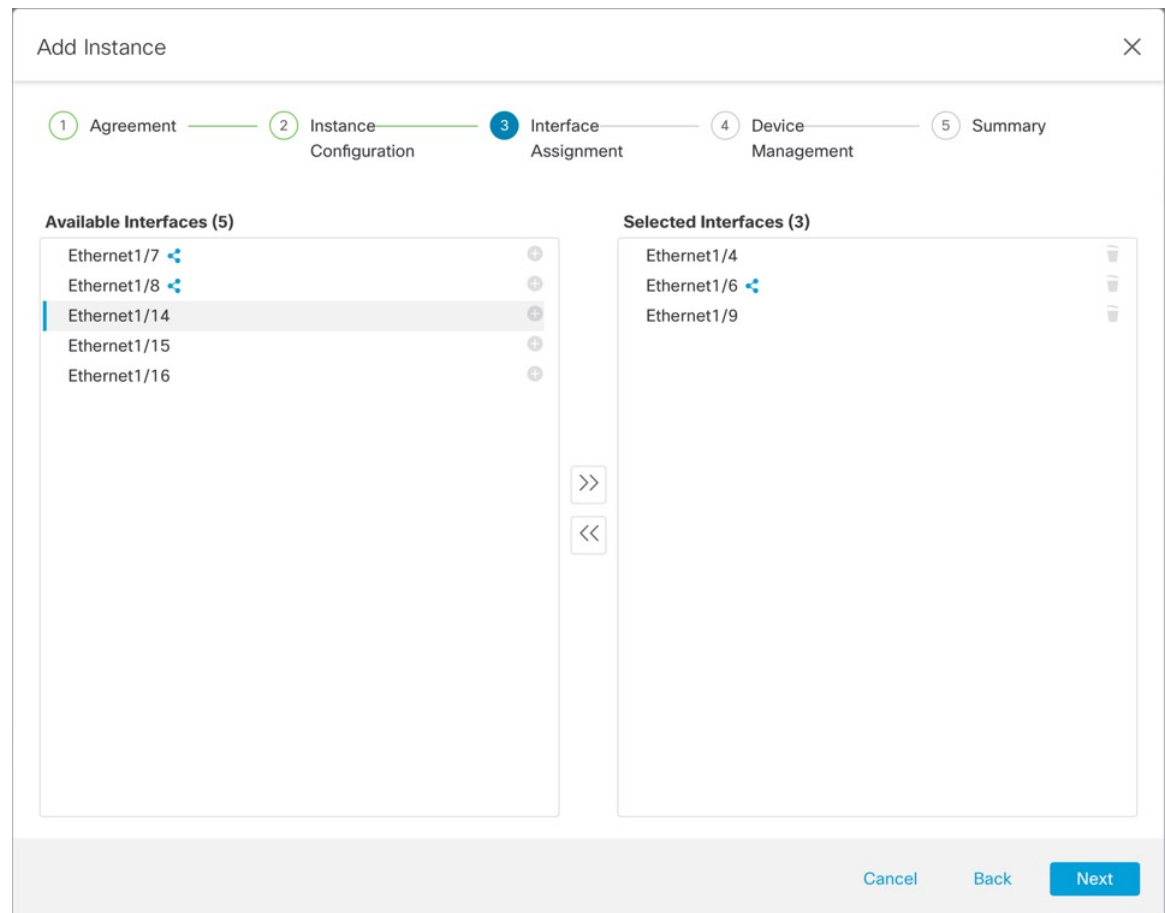 Add Instance
1 Agreement 2 Instance 3 Interface 4 Device 5 Summary
Configuration Assignment Management
Available Interfaces (5) Selected Interfaces (3)
Ethernet1/7 Ethernet1/4
Ethernet1/8 Ethernet1/6
Ethernet1/14 Ethernet1/9
Ethernet1/15
Ethernet1/16
>>
<<
Cancel Back Next